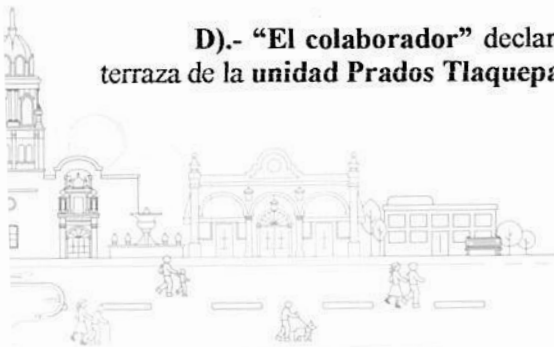 D).- “El colaborador” declar
terraza de la unidad Prados Tlaquepa